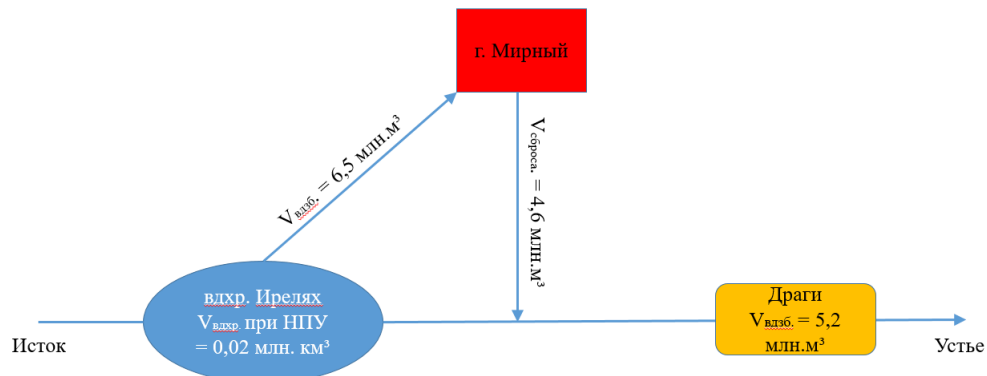 г. Мирный
Vвдзб. = 6,5 млн.м³
Vсброса. = 4,6 млн.м³
вдхр. Ирелях
Vвдхр. при НПУ
= 0,02 млн. км³
Драги
Vвдзб. = 5,2
млн.м³
Исток
Устье